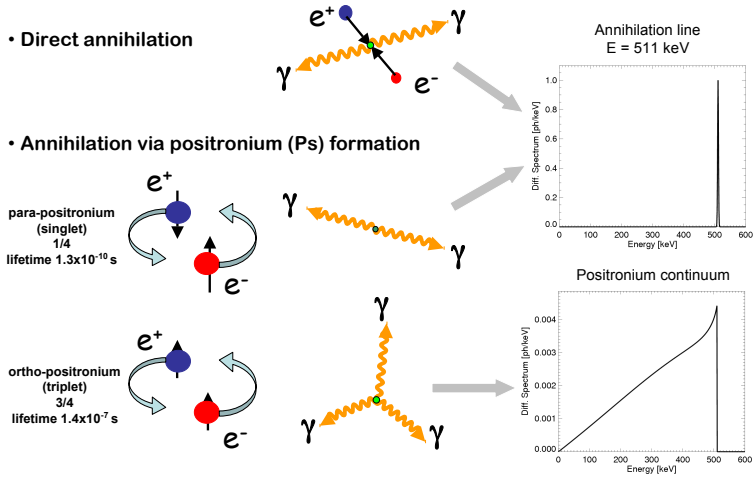 • Direct annihilation
e⁺
γ
γ
e⁻
Annihilation line
E = 511 keV
Diff. Spectrum [ph/keV]
1.0
0.8
0.6
0.4
0.2
0.0
0 100 200 300 400 500 600
Energy [keV]
• Annihilation via positronium (Ps) formation
para-positronium
(singlet)
1/4
lifetime 1.3x10⁻¹⁰ s
e⁺
e⁻
γ
γ
ortho-positronium
(triplet)
3/4
lifetime 1.4x10⁻⁷ s
e⁺
e⁻
γ
γ
γ
Positronium continuum
Diff. Spectrum [ph/keV]
0.004
0.003
0.002
0.001
0.000
0 100 200 300 400 500 600
Energy [keV]